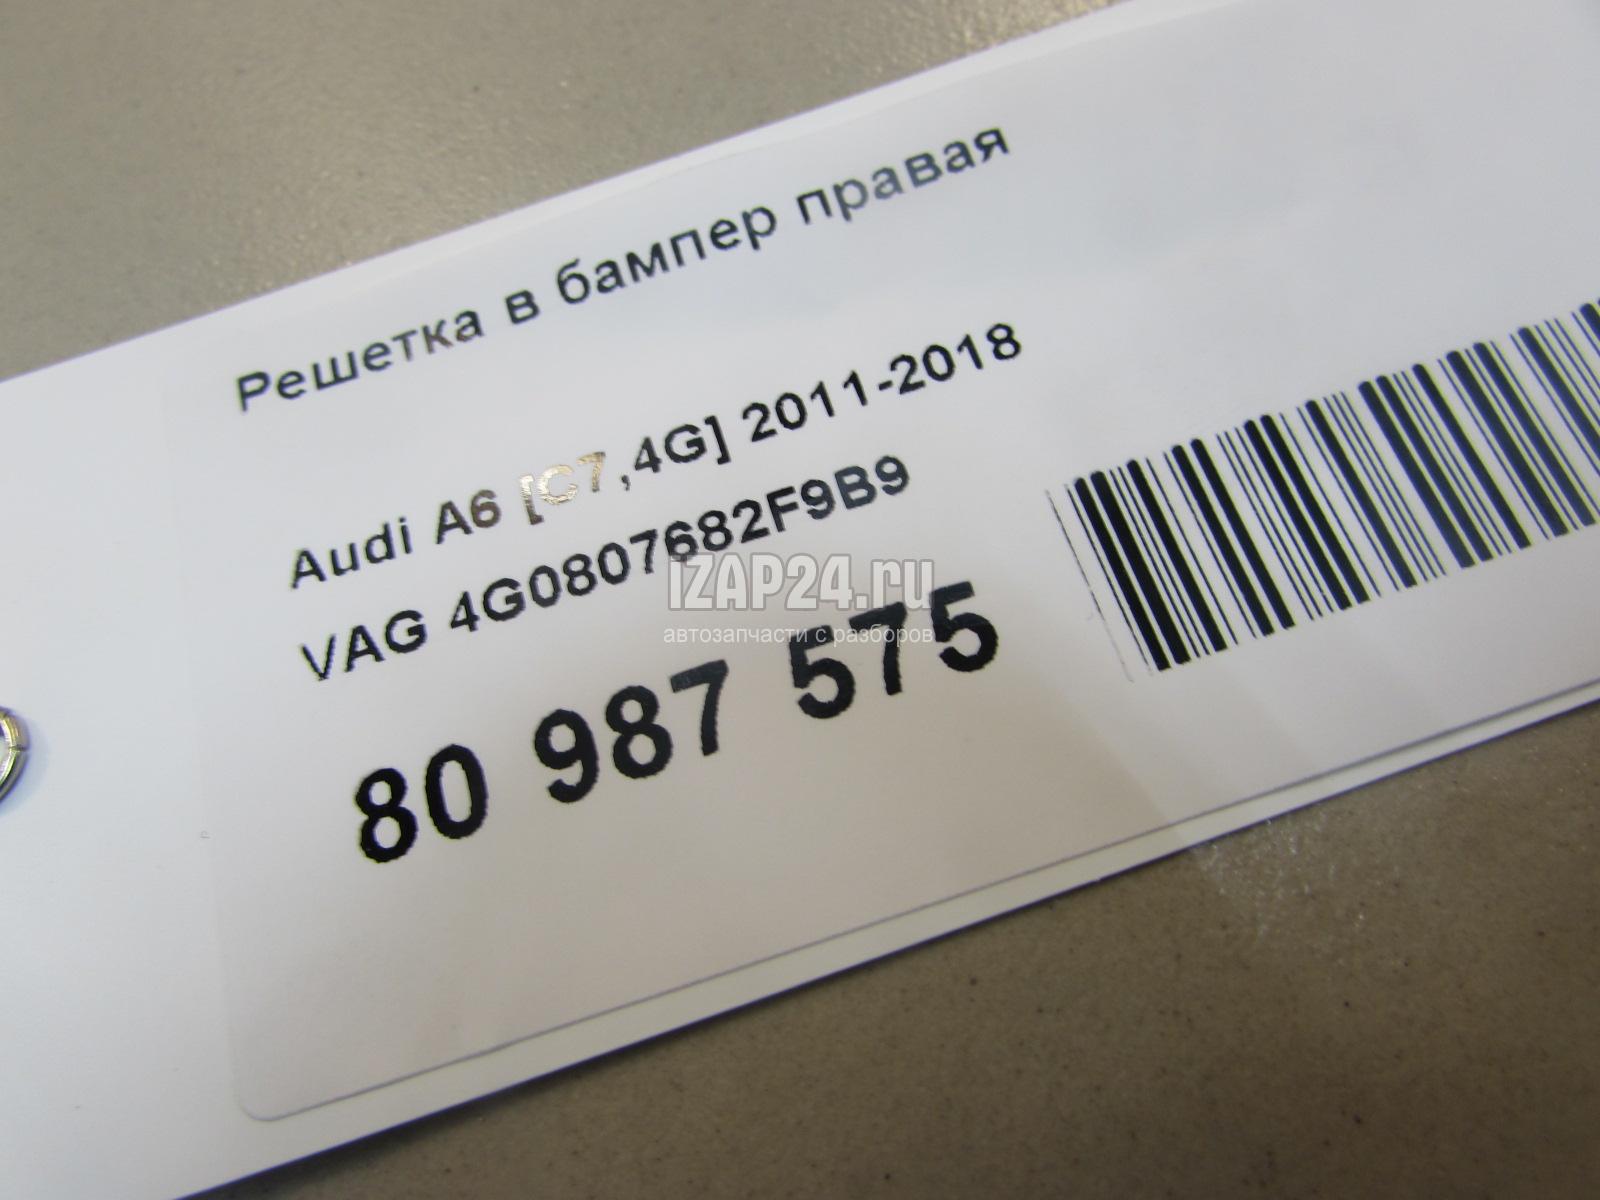 Решетка в бампер правая
Audi A6 [C7,4G] 2011-2018
VAG 4G0807682F9B9
iZAP24.ru
автозапчасти с разборов
80 987 575